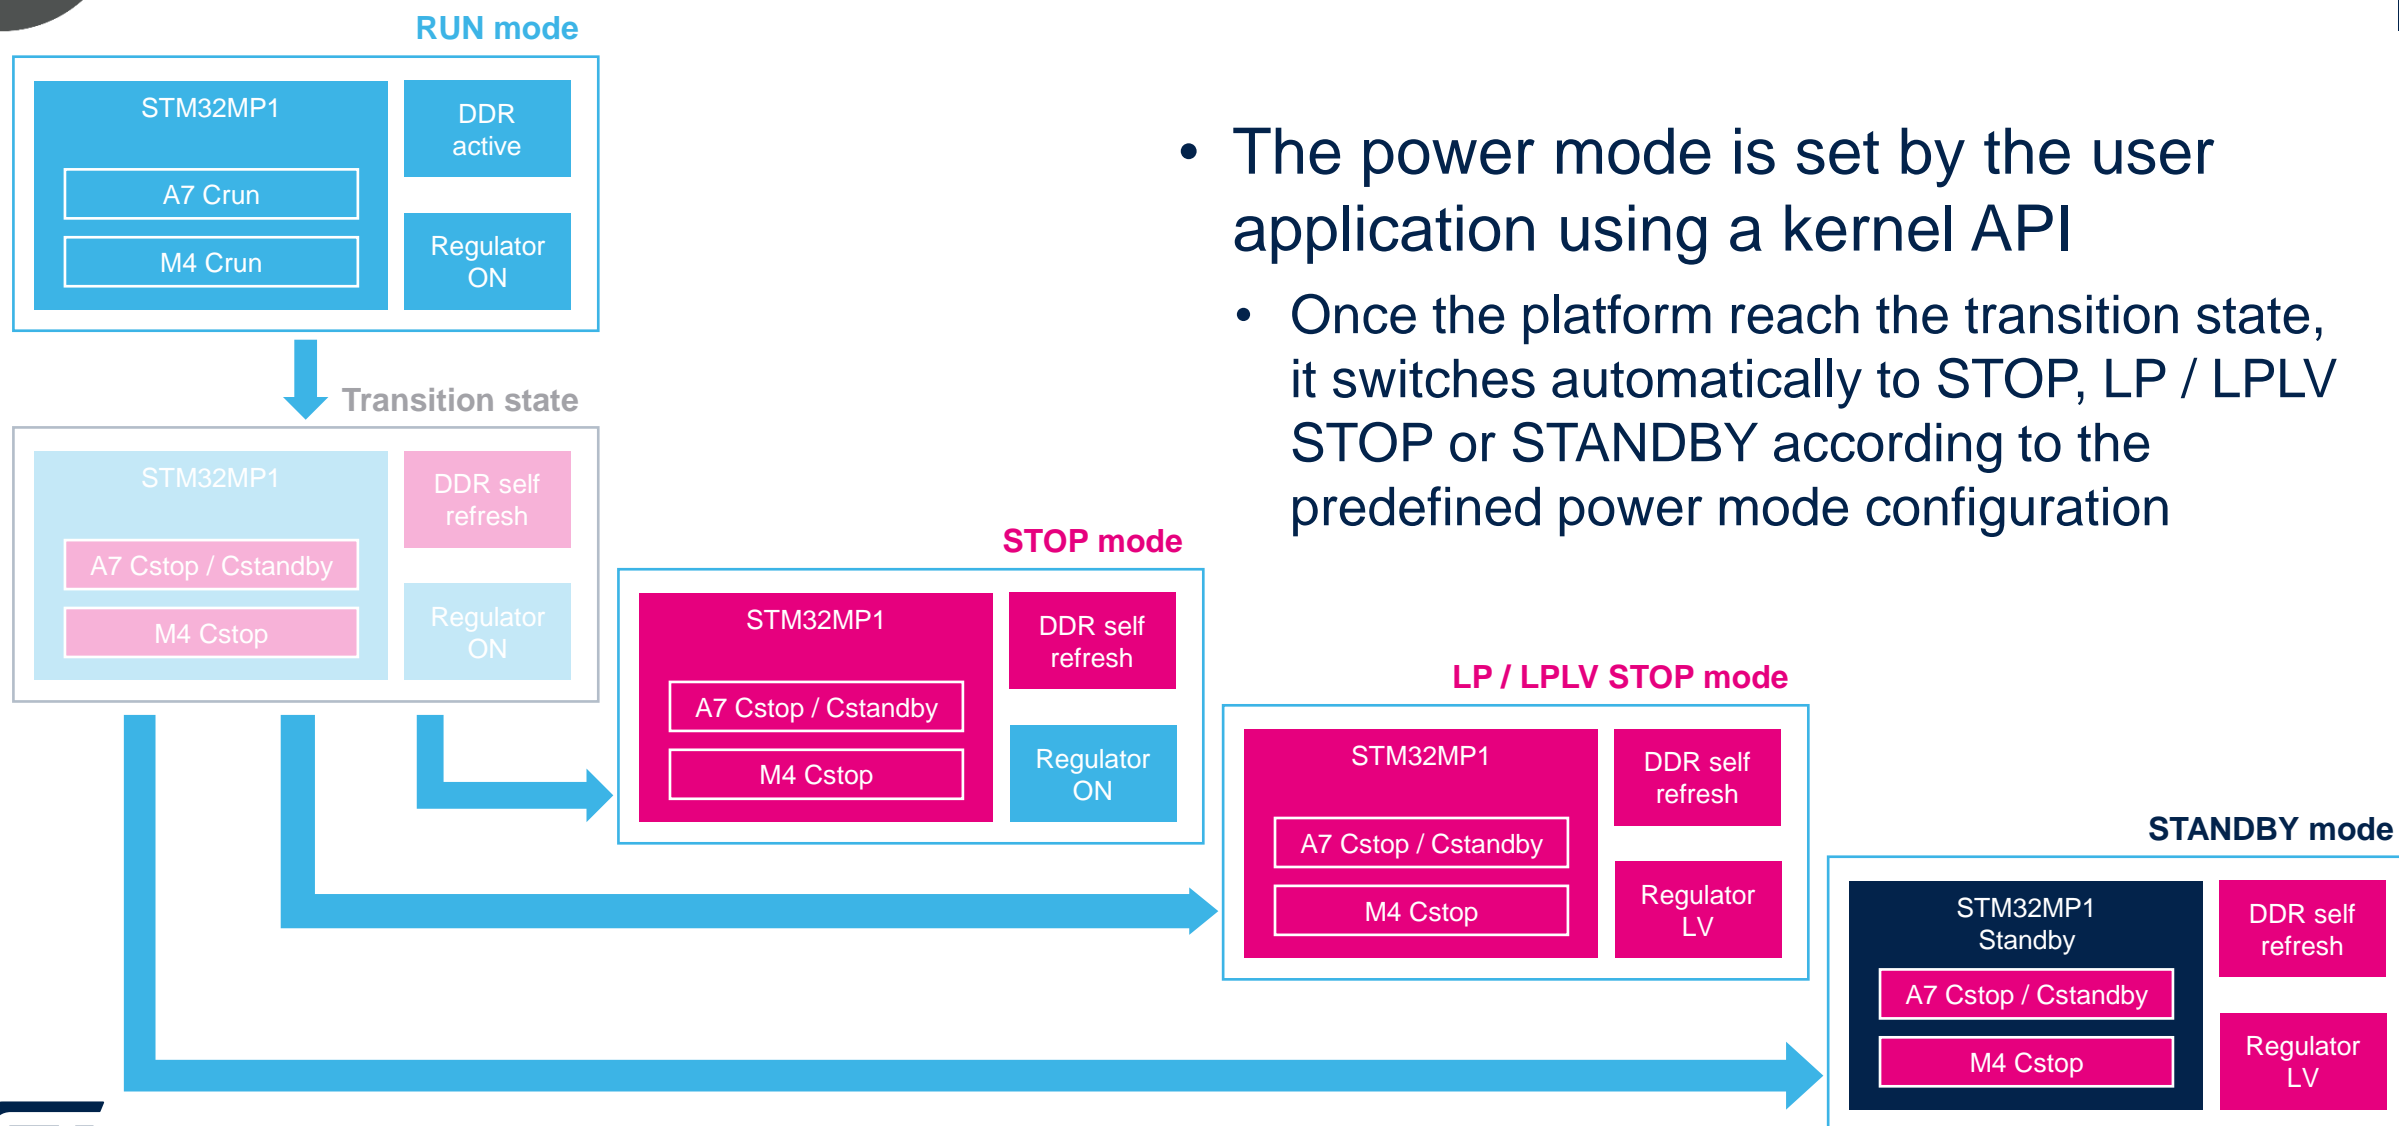 RUN mode
STM32MP1
A7 Crun
M4 Crun
DDR
active
Regulator
ON
Transition state
STM32MP1
A7 Cstop / Cstandby
M4 Cstop
DDR self
refresh
Regulator
ON
• The power mode is set by the user
application using a kernel API
• Once the platform reach the transition state,
it switches automatically to STOP, LP / LPLV
STOP or STANDBY according to the
predefined power mode configuration
STOP mode
STM32MP1
A7 Cstop / Cstandby
M4 Cstop
DDR self
refresh
Regulator
ON
LP / LPLV STOP mode
STM32MP1
A7 Cstop / Cstandby
M4 Cstop
DDR self
refresh
Regulator
LV
STANDBY mode
STM32MP1
Standby
A7 Cstop / Cstandby
M4 Cstop
DDR self
refresh
Regulator
LV